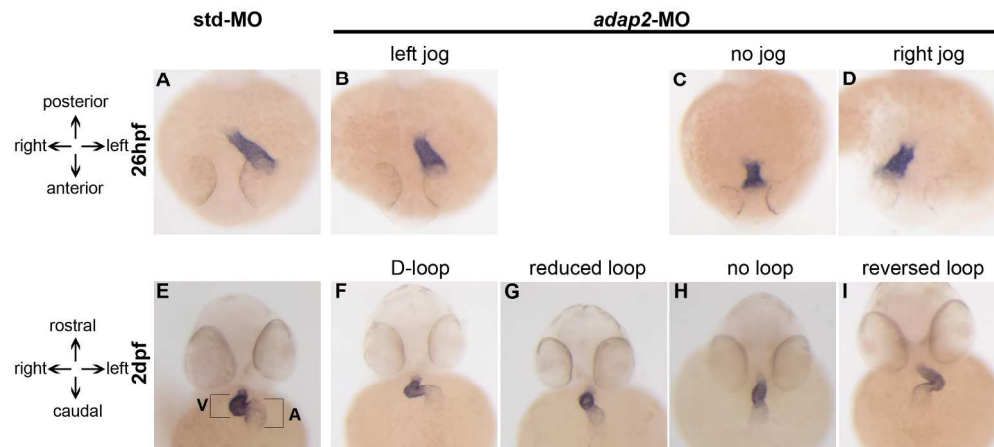 std-MO
adap2-MO
left jog
no jog
right jog
A
B
C
D
posterior
right
left
anterior
26hpf
D-loop
reduced loop
no loop
reversed loop
E
F
G
H
I
rostral
right
left
caudal
2dpf
V
A